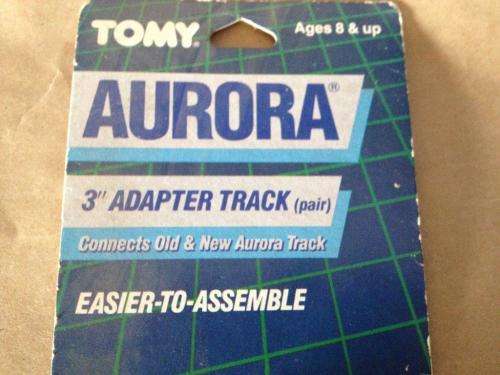 TOMY® Ages 8 & up
AURORA®
3" ADAPTER TRACK (pair)
Connects Old & New Aurora Track
EASIER-TO-ASSEMBLE